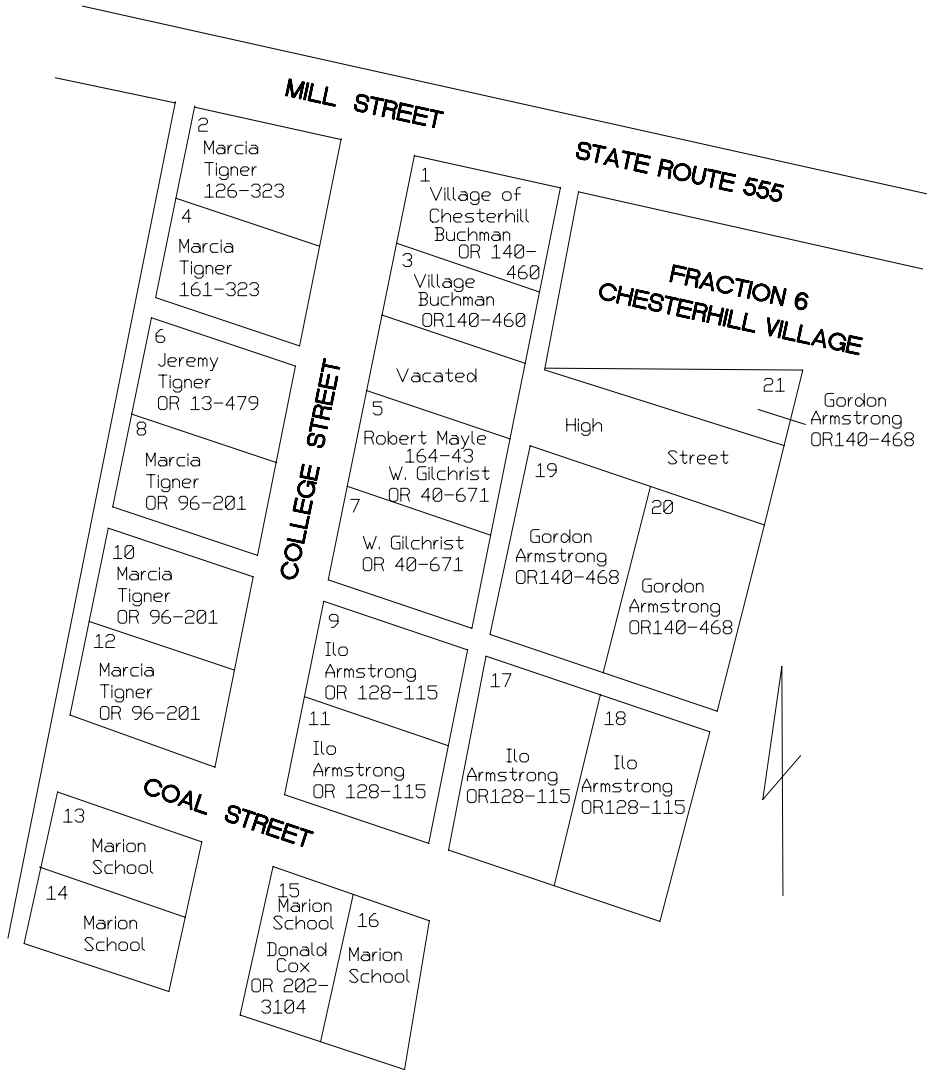 MILL STREET
STATE ROUTE 555
FRACTION 6
CHESTERHILL VILLAGE
COLLEGE STREET
COAL STREET
High
Street
2
Marcia
Tigner
126-323
4
Marcia
Tigner
161-323
6
Jeremy
Tigner
OR 13-479
8
Marcia
Tigner
OR 96-201
10
Marcia
Tigner
OR 96-201
12
Marcia
Tigner
OR 96-201
13
Marion
School
14
Marion
School
1
Village of
Chesterhill
Buchman
OR 140-
460
3
Village
Buchman
OR140-460
Vacated
5
Robert Mayle
164-43
W. Gilchrist
OR 40-671
7
W. Gilchrist
OR 40-671
9
Ilo
Armstrong
OR 128-115
11
Ilo
Armstrong
OR 128-115
15
Marion
School
Donald
Cox
OR 202-
3104
16
Marion
School
21
Gordon
Armstrong
OR140-468
19
Gordon
Armstrong
OR140-468
20
Gordon
Armstrong
OR140-468
17
Ilo
Armstrong
OR128-115
18
Ilo
Armstrong
OR128-115